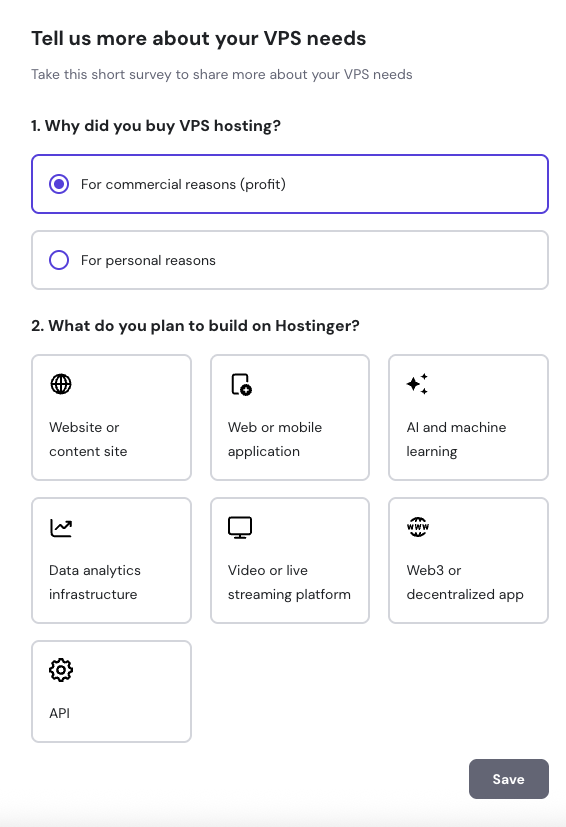 Tell us more about your VPS needs
Take this short survey to share more about your VPS needs
1. Why did you buy VPS hosting?
For commercial reasons (profit)
For personal reasons
2. What do you plan to build on Hostinger?
Website or
content site
Web or mobile
application
AI and machine
learning
Data analytics
infrastructure
Video or live
streaming platform
WWW
Web3 or
decentralized app
API
Save